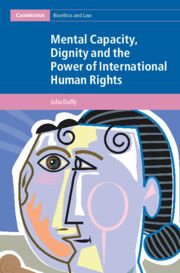 CAMBRIDGE
Bioethics and Law
Mental Capacity,
Dignity and the
Power of International
Human Rights
Julia Duffy